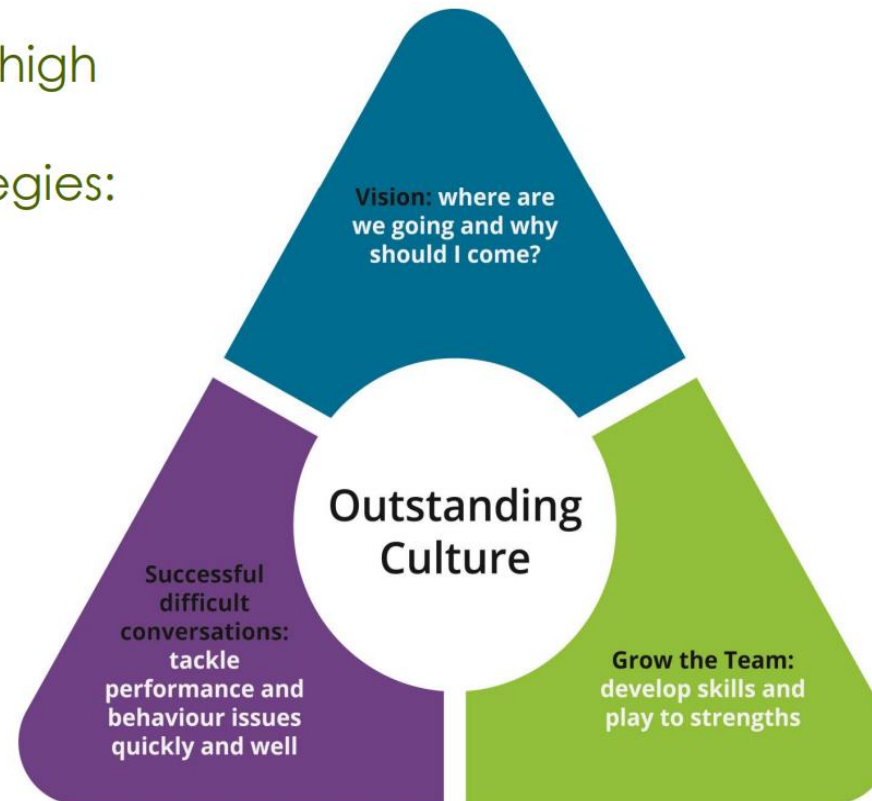 high
egies:
Vision: where are
we going and why
should I come?
Outstanding
Culture
Successful
difficult
conversations:
tackle
performance and
behaviour issues
quickly and well
Grow the Team:
develop skills and
play to strengths